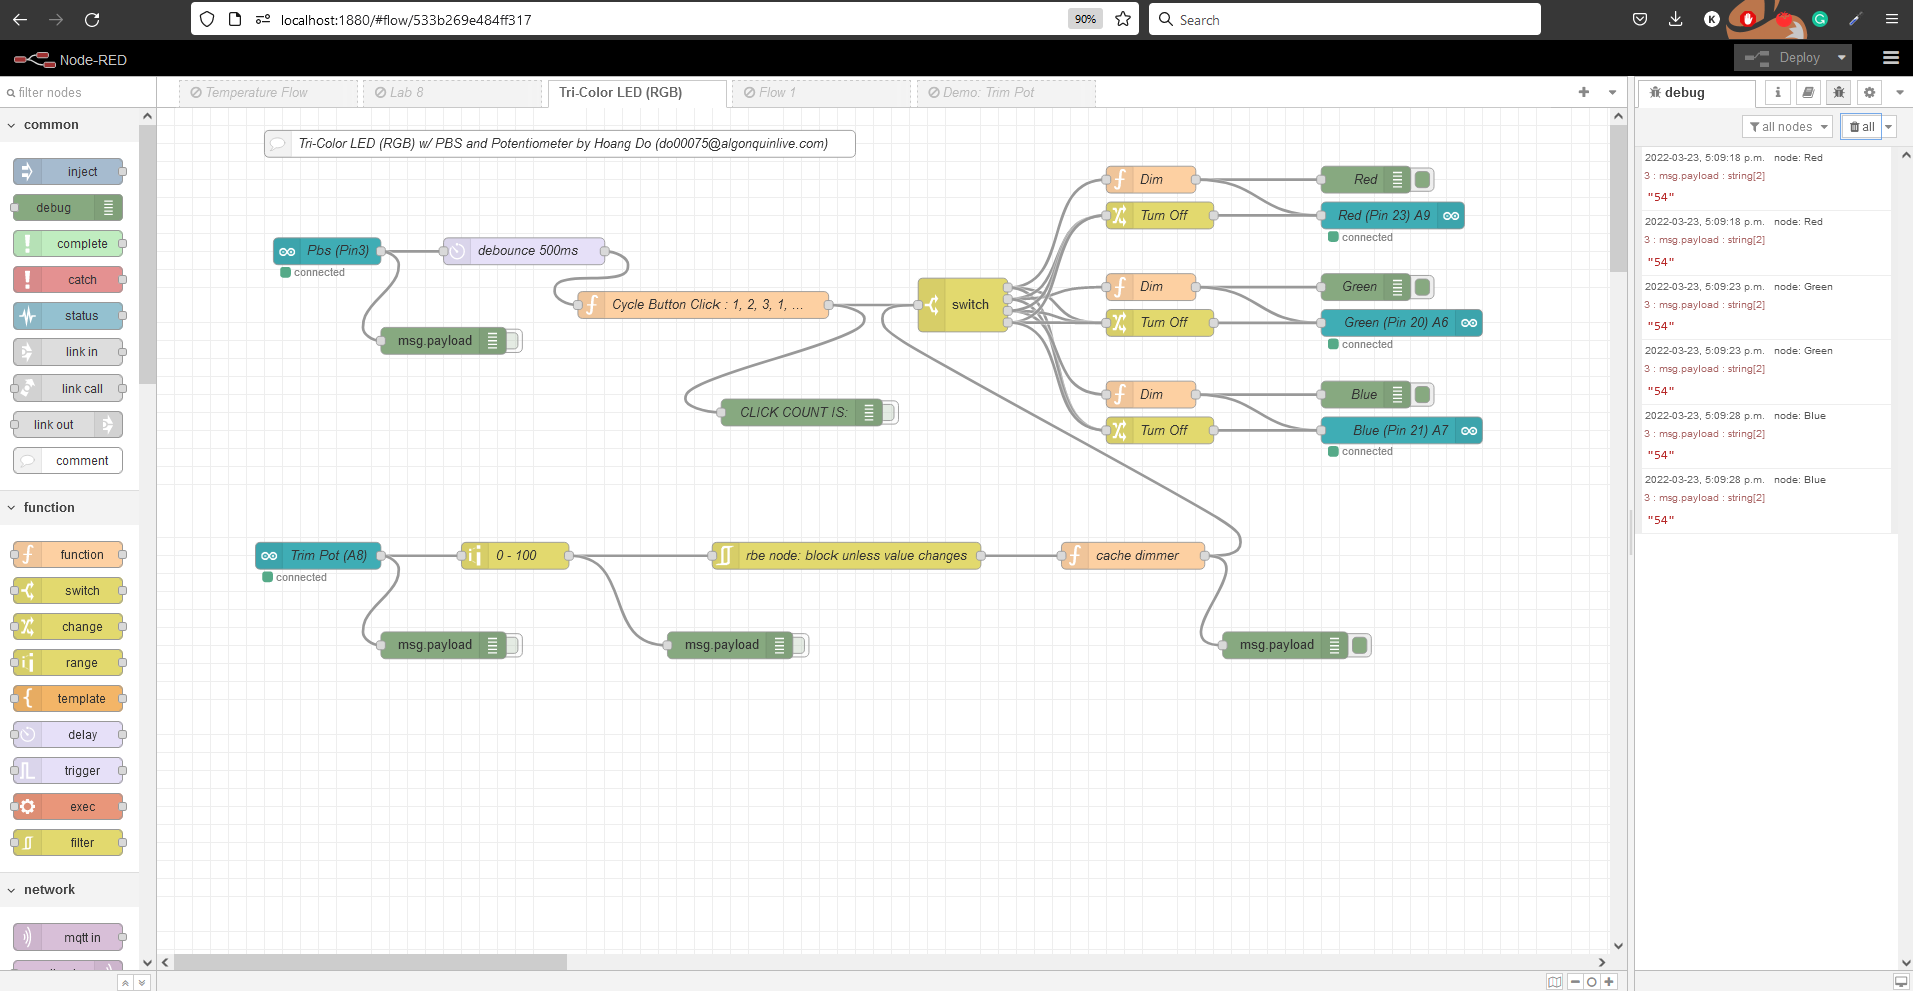 localhost:1880/#flow/533b269e484ff317
90%
Search
Node-RED
Deploy
filter nodes
Temperature Flow
Lab 8
Tri-Color LED (RGB)
Flow 1
Demo: Trim Pot
debug
i
all nodes
all
common
inject
debug
complete
catch
status
link in
link call
link out
comment
function
function
switch
change
range
template
delay
trigger
exec
filter
network
mqtt in
Tri-Color LED (RGB) w/ PBS and Potentiometer by Hoang Do (do00075@algonquinlive.com)
Pbs (Pin3)
connected
debounce 500ms
Cycle Button Click : 1, 2, 3, 1, ...
msg.payload
CLICK COUNT IS:
switch
Dim
Red
Turn Off
Red (Pin 23) A9
connected
Dim
Green
Turn Off
Green (Pin 20) A6
connected
Dim
Blue
Turn Off
Blue (Pin 21) A7
connected
Trim Pot (A8)
connected
0 - 100
rbe node: block unless value changes
cache dimmer
msg.payload
msg.payload
msg.payload
2022-03-23, 5:09:18 p.m. node: Red
3 : msg.payload : string[2]
"54"
2022-03-23, 5:09:18 p.m. node: Red
3 : msg.payload : string[2]
"54"
2022-03-23, 5:09:23 p.m. node: Green
3 : msg.payload : string[2]
"54"
2022-03-23, 5:09:23 p.m. node: Green
3 : msg.payload : string[2]
"54"
2022-03-23, 5:09:28 p.m. node: Blue
3 : msg.payload : string[2]
"54"
2022-03-23, 5:09:28 p.m. node: Blue
3 : msg.payload : string[2]
"54"